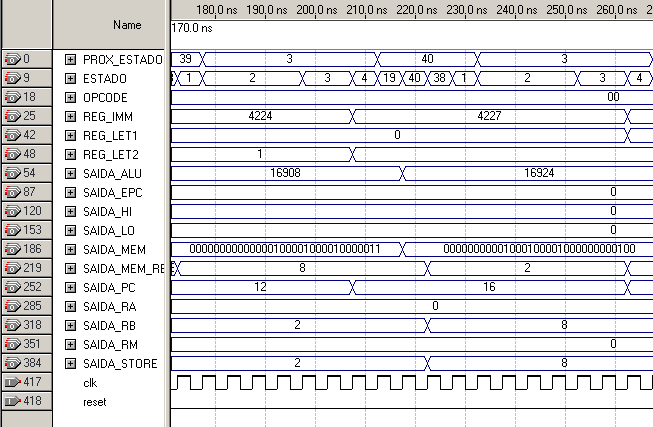 Name
180.0 ns 190.0 ns 200.0 ns 210.0 ns 220.0 ns 230.0 ns 240.0 ns 250.0 ns 260.0 ns 2
170.0 ns
0 PROX_ESTADO 39 3 40 3
9 ESTADO 1 2 3 4 19 40 38 1 2 3 4
18 OPCODE 00
25 REG_IMM 4224 4227
42 REG_LET1 0
48 REG_LET2 1
54 SAIDA_ALU 16908 16924
87 SAIDA_EPC 0
120 SAIDA_HI 0
153 SAIDA_LO 0
186 SAIDA_MEM
219 SAIDA_MEM_RE 8 2
252 SAIDA_PC 12 16
285 SAIDA_RA 0
318 SAIDA_RB 2 8
351 SAIDA_RM 0
384 SAIDA_STORE 2 8
417 clk
418 reset